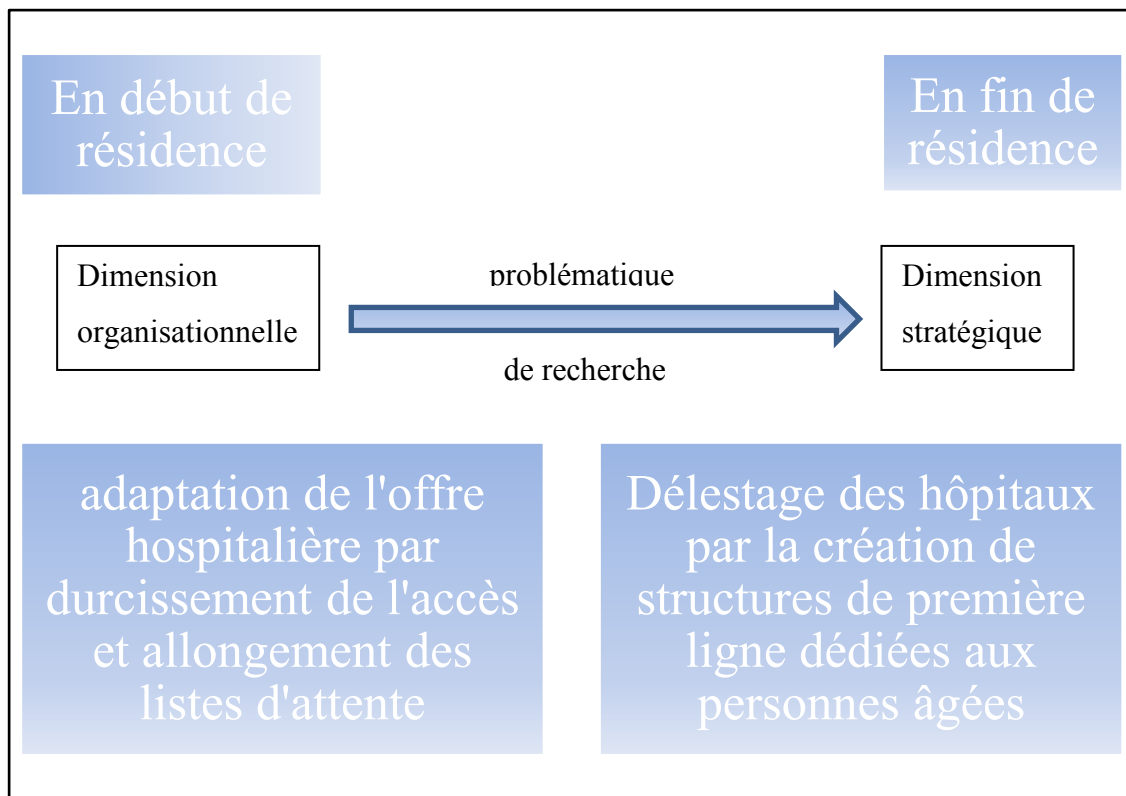 En début de
résidence
En fin de
résidence
Dimension
organisationnelle
problématique
de recherche
Dimension
stratégique
adaptation de l'offre
hospitalière par
durcissement de l'accès
et allongement des
listes d'attente
Délestage des hôpitaux
par la création de
structures de première
ligne dédiées aux
personnes âgées